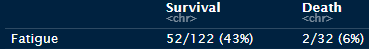 Survival Death
<chr> <chr>
Fatigue 52/122 (43%) 2/32 (6%)